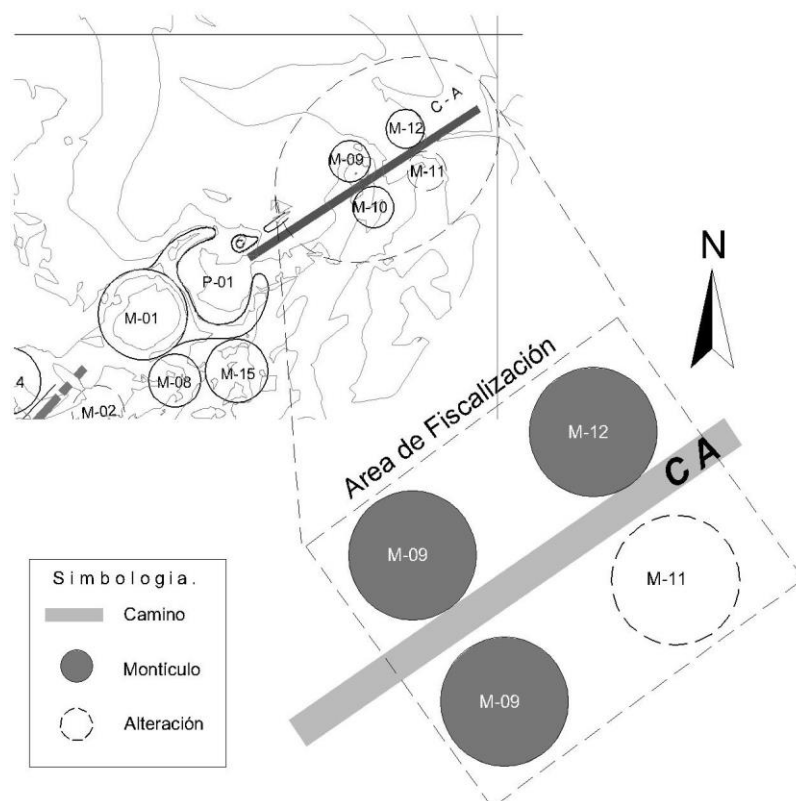 C - A
M-12
M-09
M-11
M-10
P-01
M-01
M-15
M-08
4
M-02
N
Area de Fiscalización
M-12
C A
M-09
M-11
M-09
Simbologia.
Camino
Montículo
Alteración